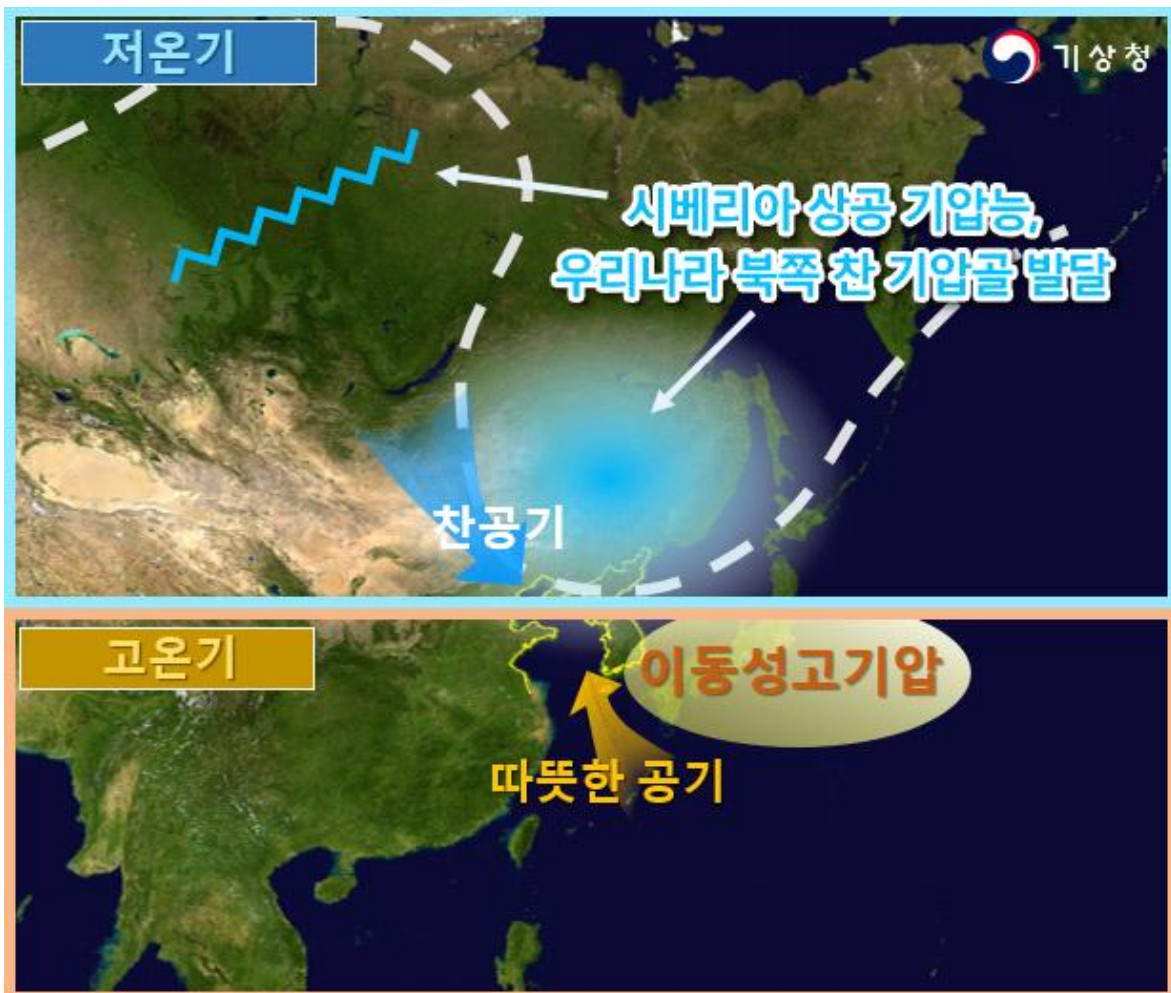 저온기
기상청
시베리아 상공 기압능,
우리나라 북쪽 찬 기압골 발달
찬공기
고온기
이동성고기압
따뜻한 공기